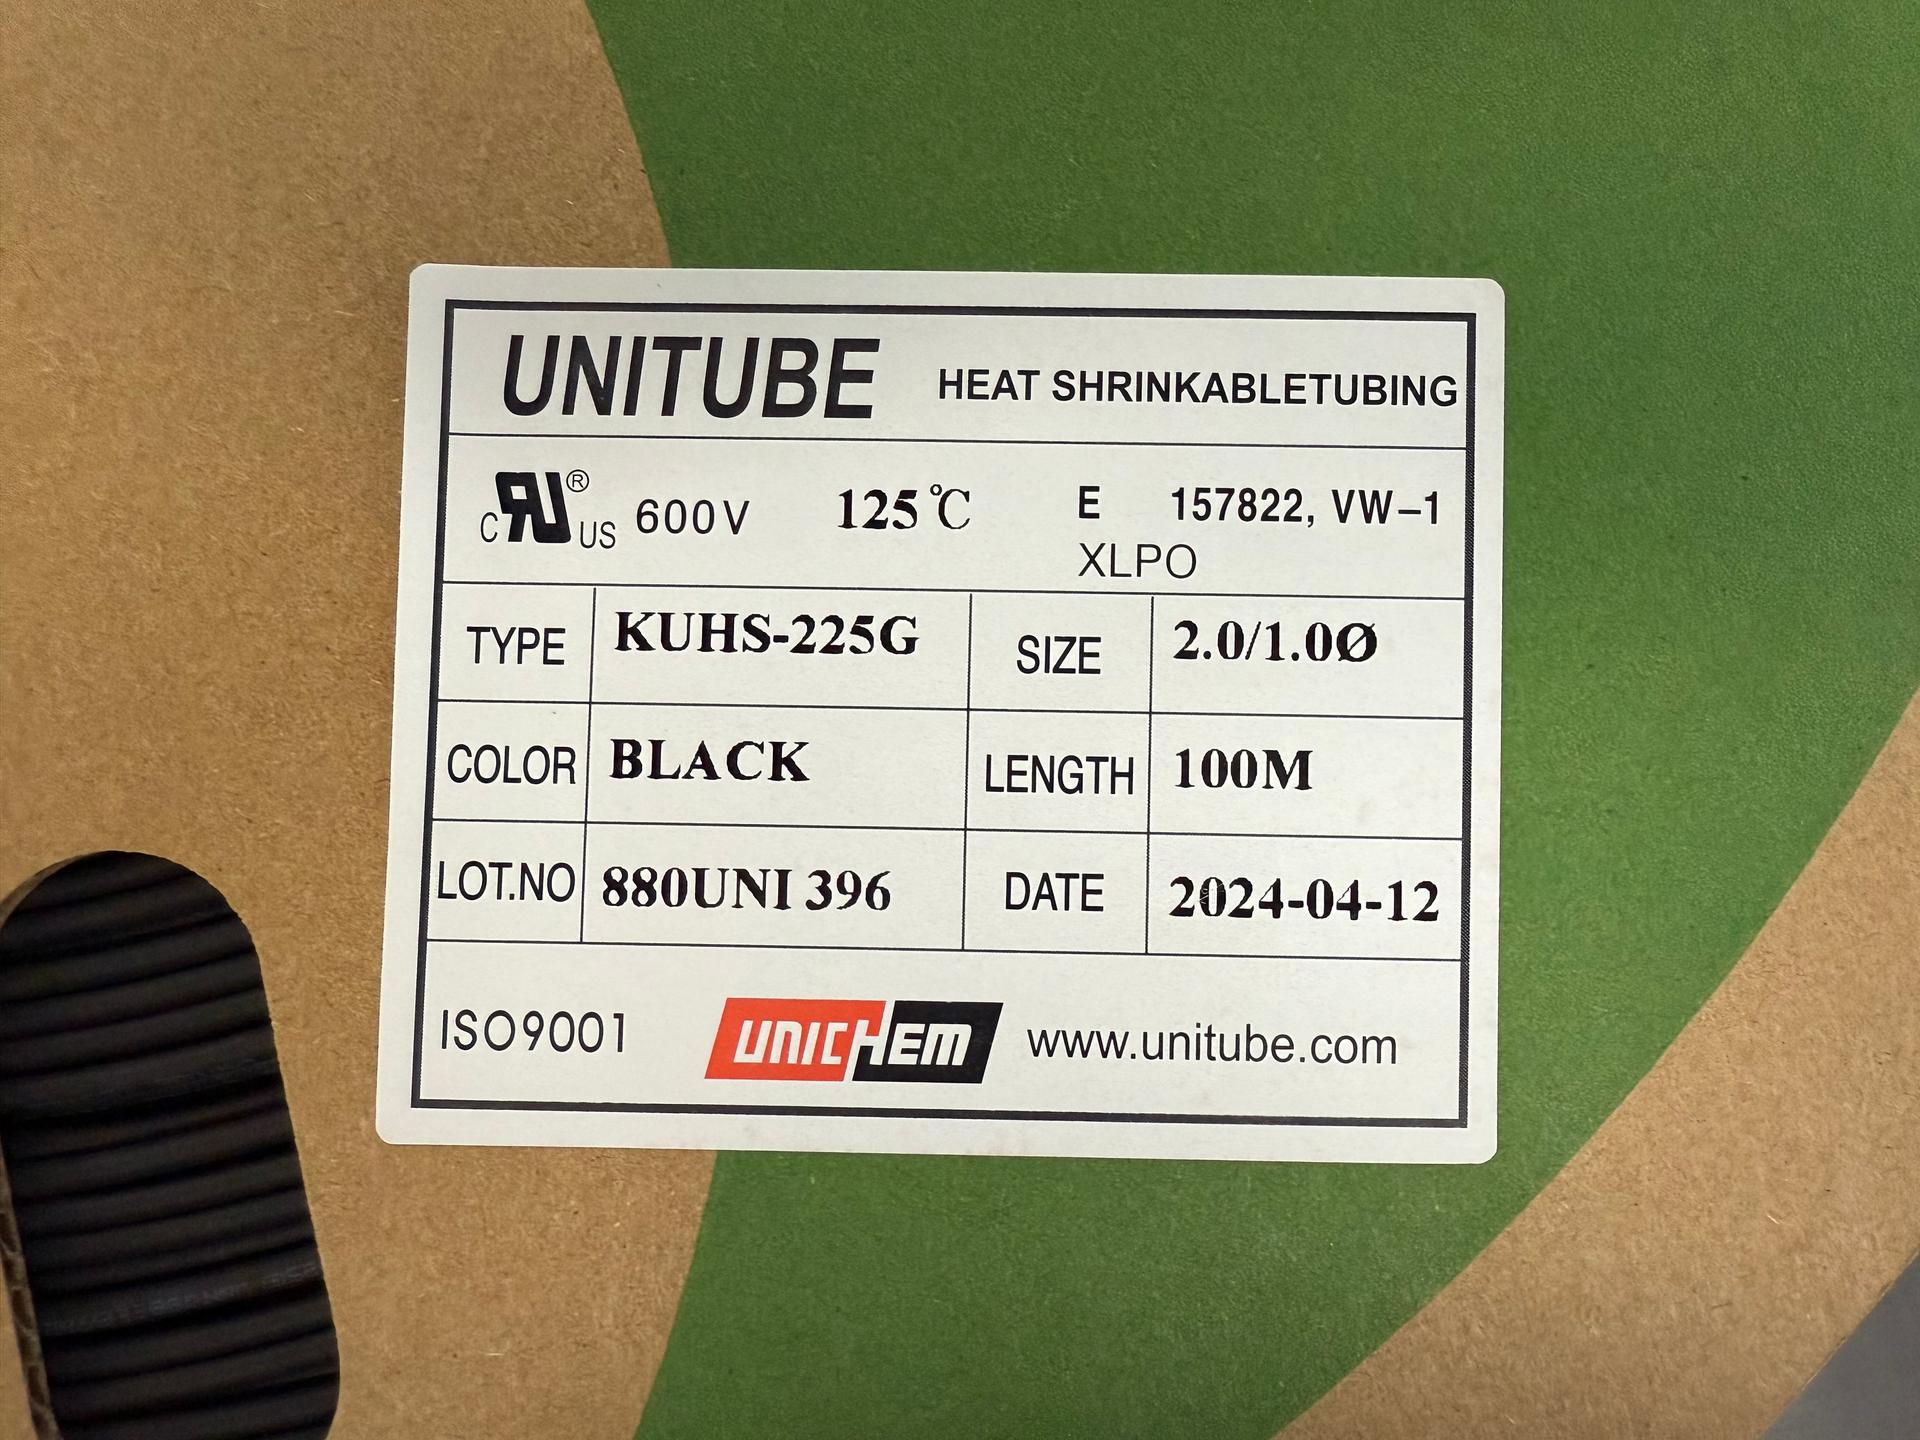 UNITUBE HEAT SHRINKABLETUBING
cRU® US 600V 125℃ E 157822, VW-1
XLPO
TYPE KUHS-225G SIZE 2.0/1.0Ø
COLOR BLACK LENGTH 100M
LOT.NO 880UNI 396 DATE 2024-04-12
ISO9001 UNICHEM www.unitube.com